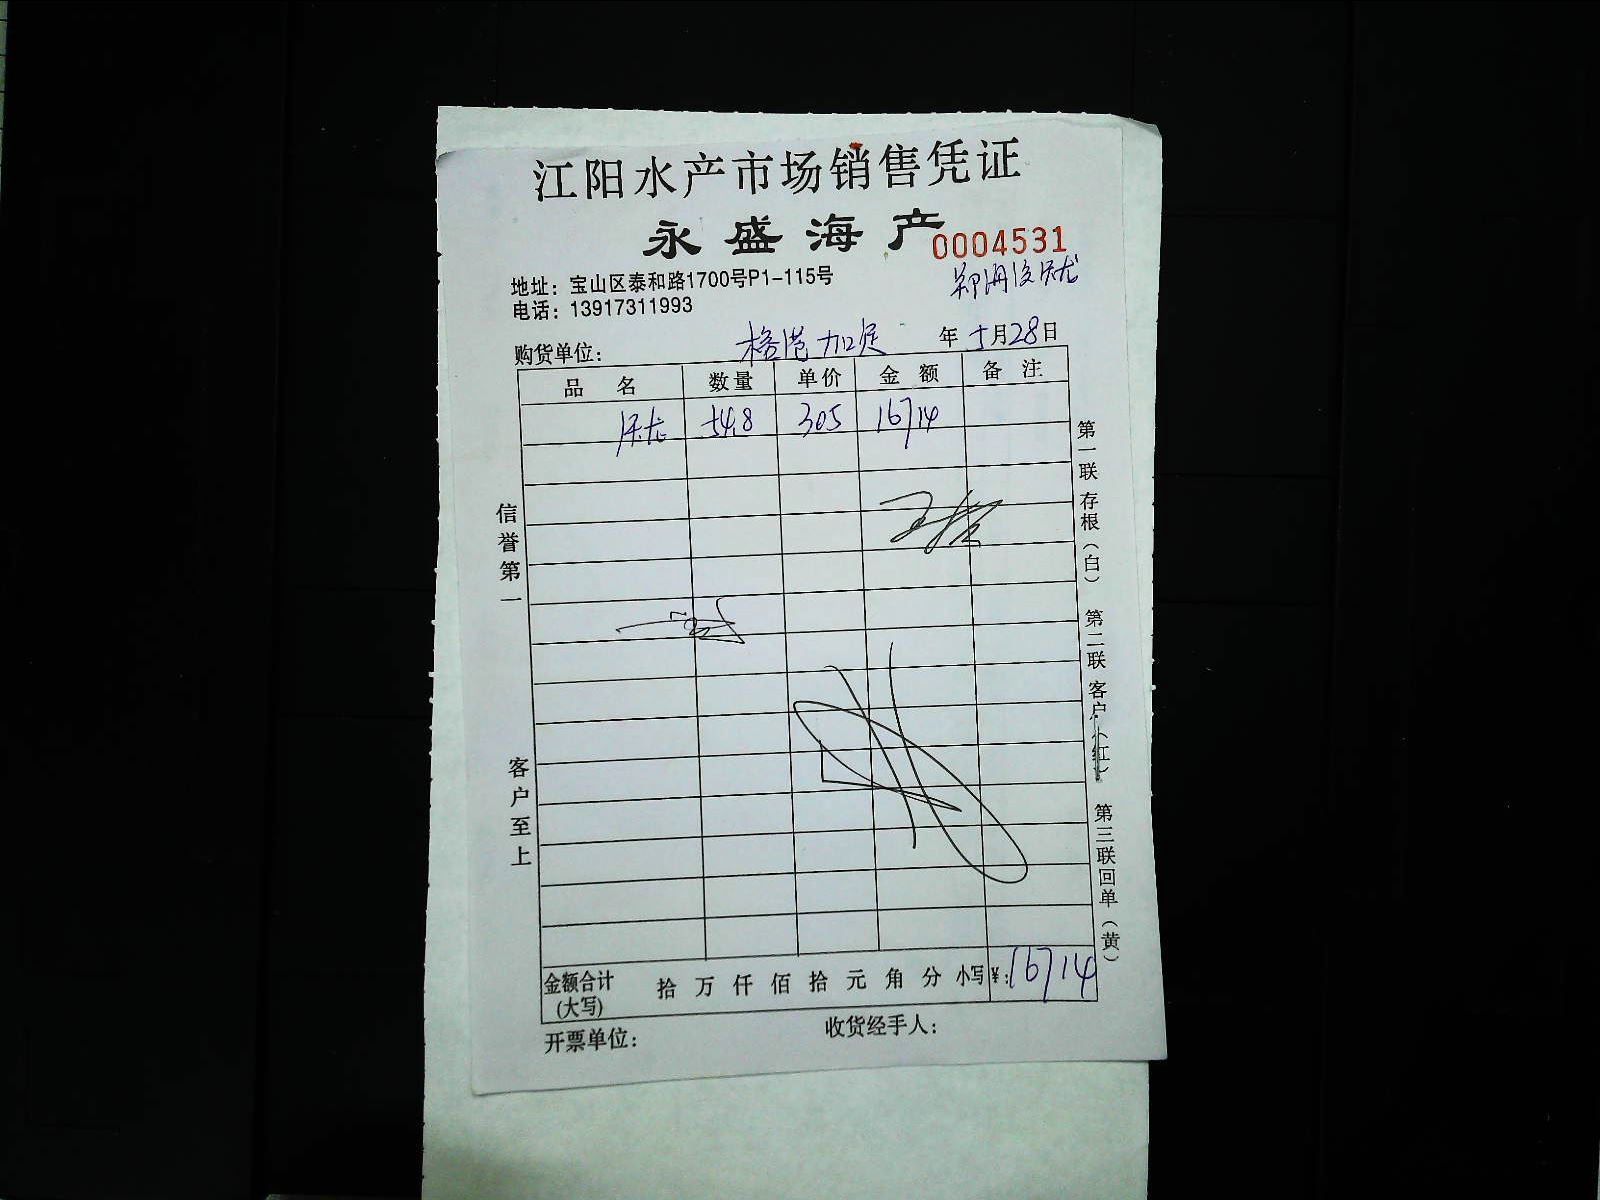 江阳水产市场销售凭证
永盛海产
0004531
地址：宝山区泰和路1700号P1-115号
电话：13917311993
购货单位： 年 5月28日
品名 数量 单价 金额 备注
54.8 305 16714
信誉第一
客户至上
第一联存根（白）
第二联客户（红）
第三联回单（黄）
金额合计 拾 万 仟 佰 拾 元 角 分 小写 ¥：16714
(大写)
开票单位： 收货经手人：